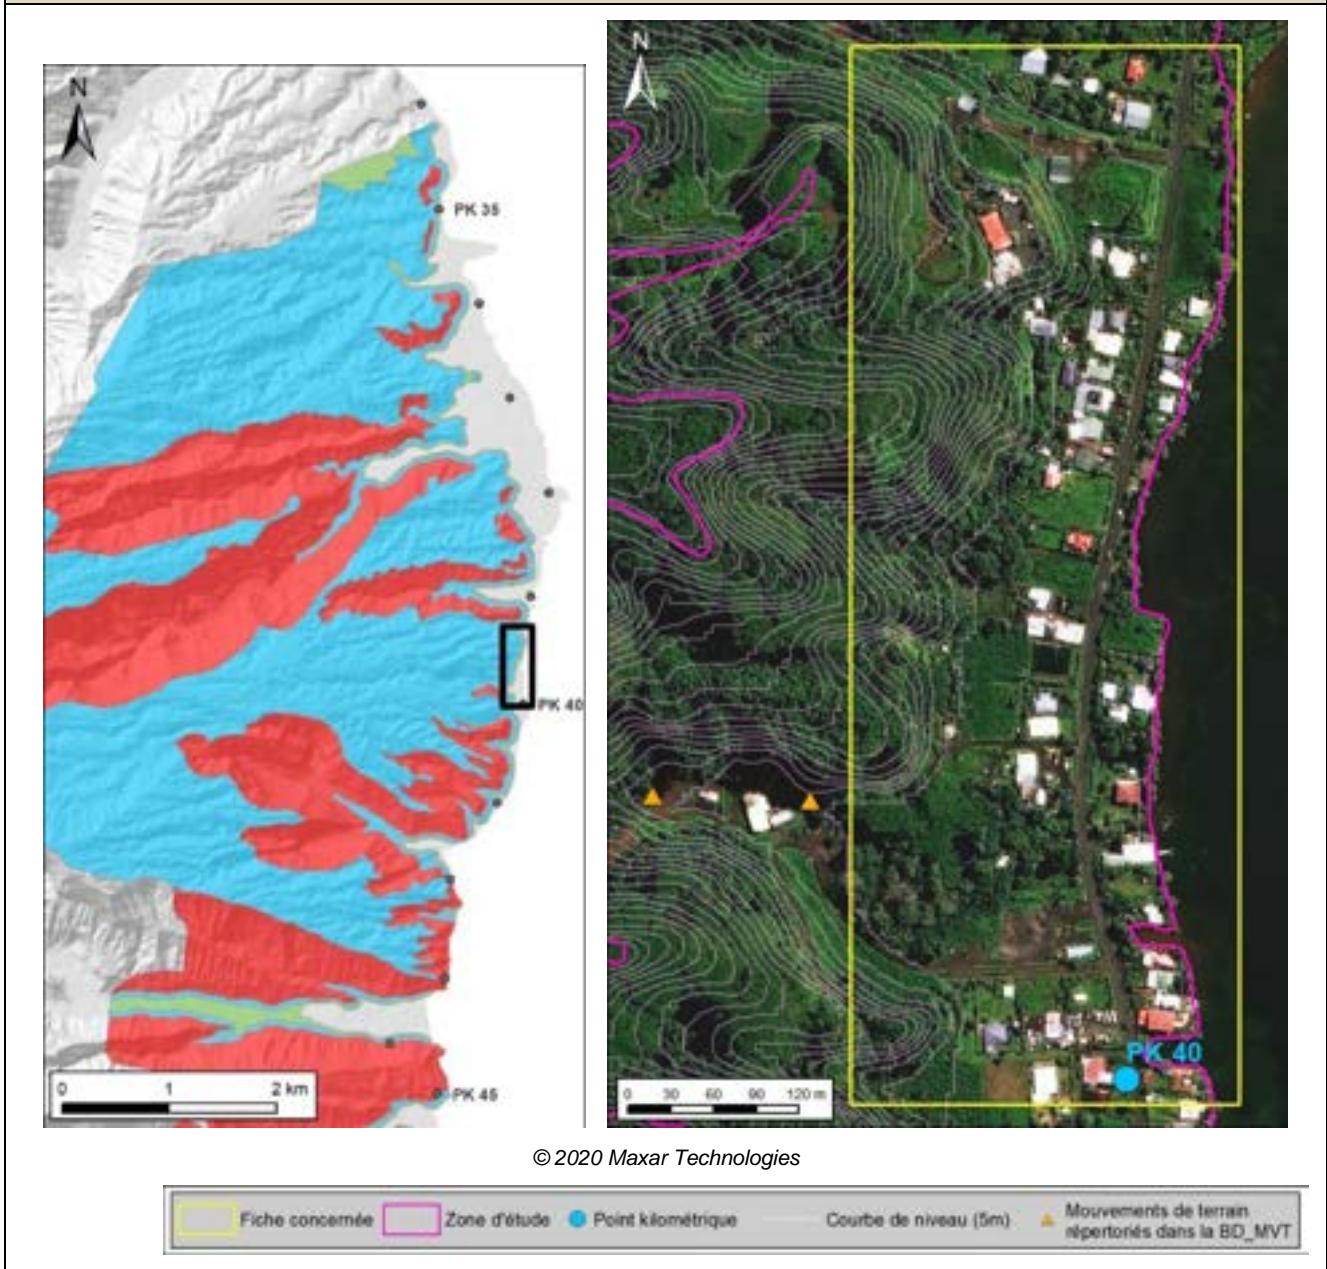 N
PK 35
PK 40
0 1 2 km
PK 45
N
PK 40
0 30 60 90 120 m
© 2020 Maxar Technologies
Fiche concernée Zone d'étude Point kilométrique Courbe de niveau (5m) Mouvements de terrain
répertoriés dans la BD_MVT